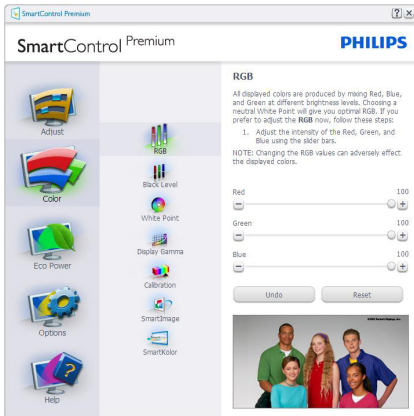 SmartControl Premium
SmartControl Premium
PHILIPS
Adjust
Color
Eco Power
Options
Help
RGB
Black Level
White Point
Display Gamma
Calibration
SmartImage
SmartKolor
RGB
All displayed colors are produced by mixing Red, Blue,
and Green at different brightness levels. Choosing a
neutral White Point will give you optimal RGB. If you
prefer to adjust the RGB now, follow these steps:
1. Adjust the intensity of the Red, Green, and
Blue using the slider bars.
NOTE: Changing the RGB values can adversely effect
the displayed colors.
Red 100
Green 100
Blue 100
Undo Reset